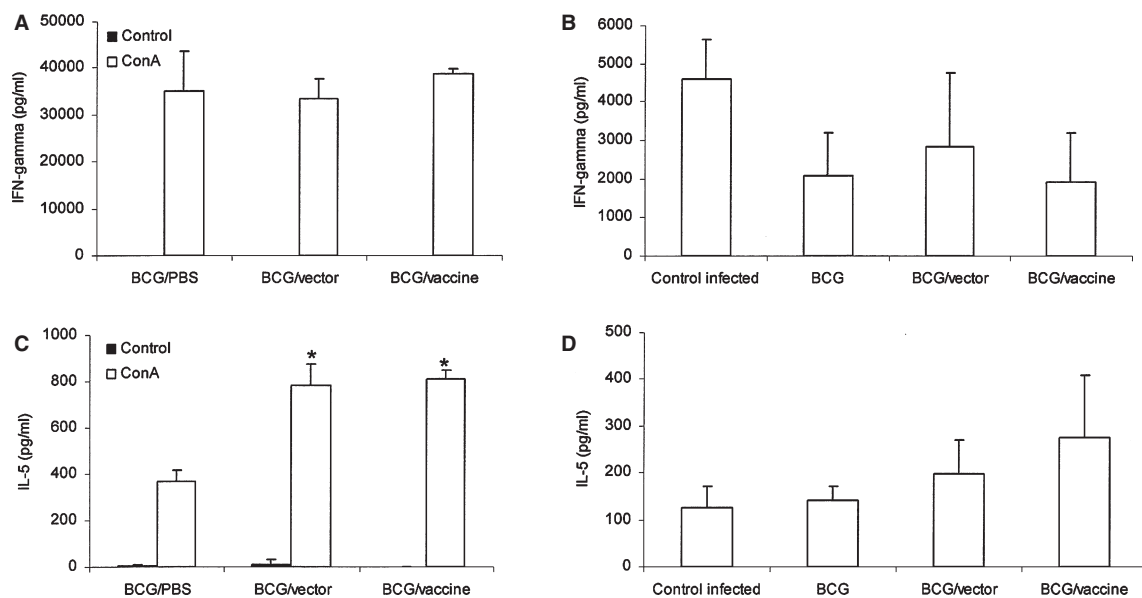 A
IFN-gamma (pg/ml)
50000
40000
30000
20000
10000
0
Control
ConA
BCG/PBS BCG/vector BCG/vaccine
B
IFN-gamma (pg/ml)
6000
5000
4000
3000
2000
1000
0
Control infected BCG BCG/vector BCG/vaccine
C
IL-5 (pg/ml)
1000
800
600
400
200
0
Control
ConA
* *
BCG/PBS BCG/vector BCG/vaccine
D
IL-5 (pg/ml)
500
400
300
200
100
0
Control infected BCG BCG/vector BCG/vaccine